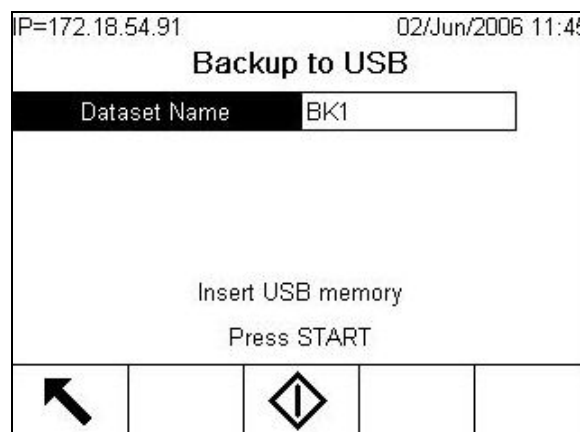 IP=172.18.54.91 02/Jun/2006 11:45
Backup to USB
Dataset Name BK1
Insert USB memory
Press START